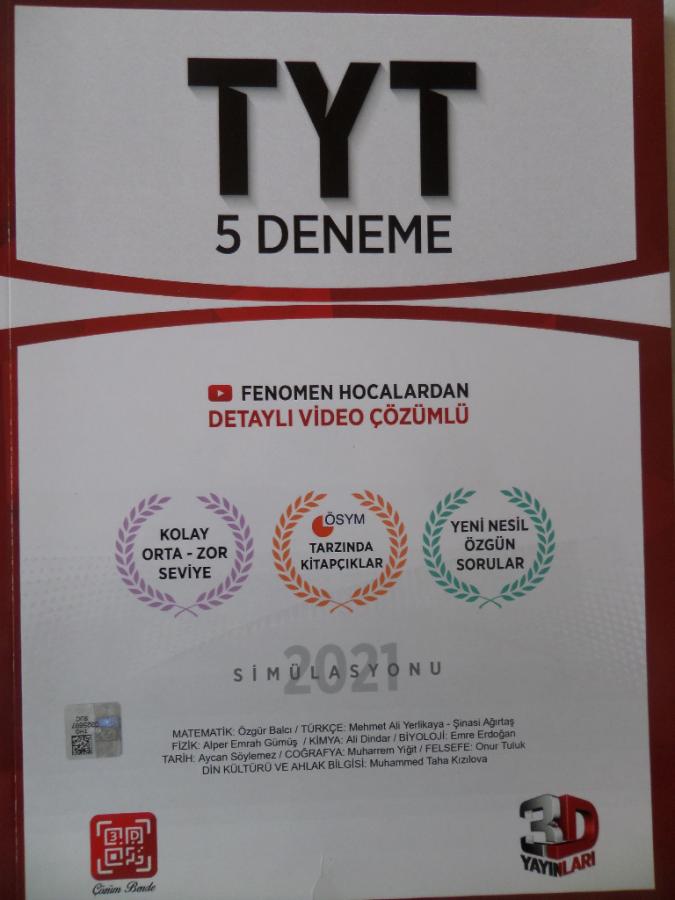 TYT
5 DENEME
FENOMEN HOCALARDAN
DETAYLI VİDEO ÇÖZÜMLÜ
KOLAY
ORTA - ZOR
SEVİYE
ÖSYM
TARZINDA
KİTAPÇIKLAR
YENİ NESİL
ÖZGÜN
SORULAR
2021
SİMÜLASYONU
MATEMATİK: Özgür Balcı / TÜRKÇE: Mehmet Ali Yerlikaya - Şinasi Ağırtaş
FİZİK: Alper Emrah Gümüş / KİMYA: Ali Dindar / BİYOLOJİ: Emre Erdoğan
TARİH: Aycan Söylemez / COĞRAFYA: Muharrem Yiğit / FELSEFE: Onur Tuluk
DİN KÜLTÜRÜ VE AHLAK BİLGİSİ: Muhammed Taha Kızılova
3D
Çözüm Bende
3D
YAYINLARI